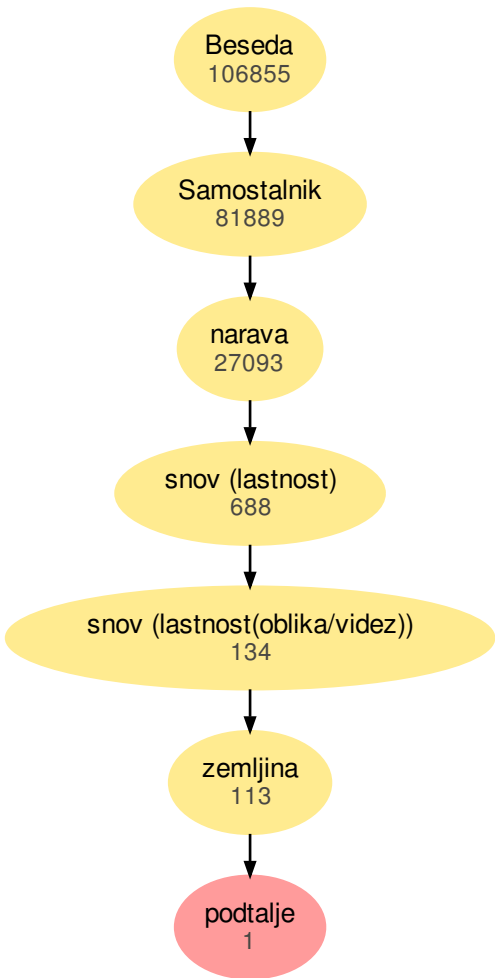 Beseda
106855
Samostalnik
81889
narava
27093
snov (lastnost)
688
snov (lastnost(oblika/videz))
134
zemljina
113
podtalje
1